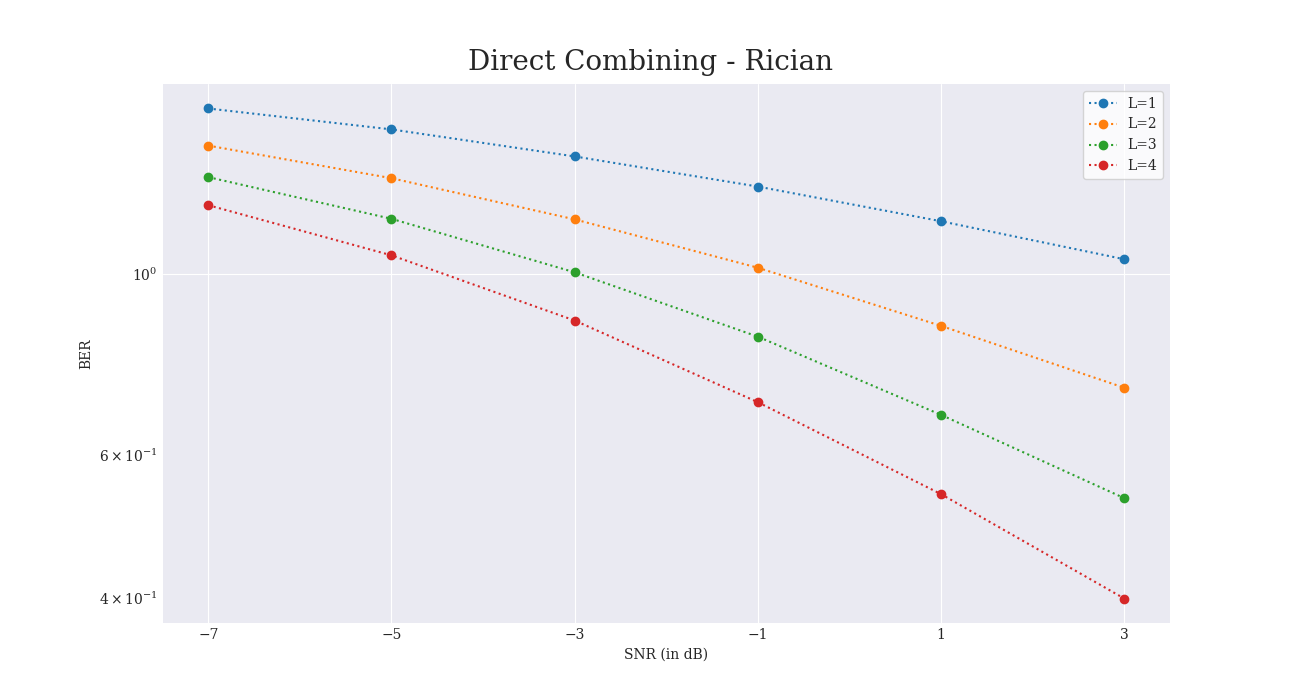 Direct Combining - Rician
L=1
L=2
L=3
L=4
10⁰
BER
6 × 10⁻¹
4 × 10⁻¹
−7 −5 −3 −1 1 3
SNR (in dB)